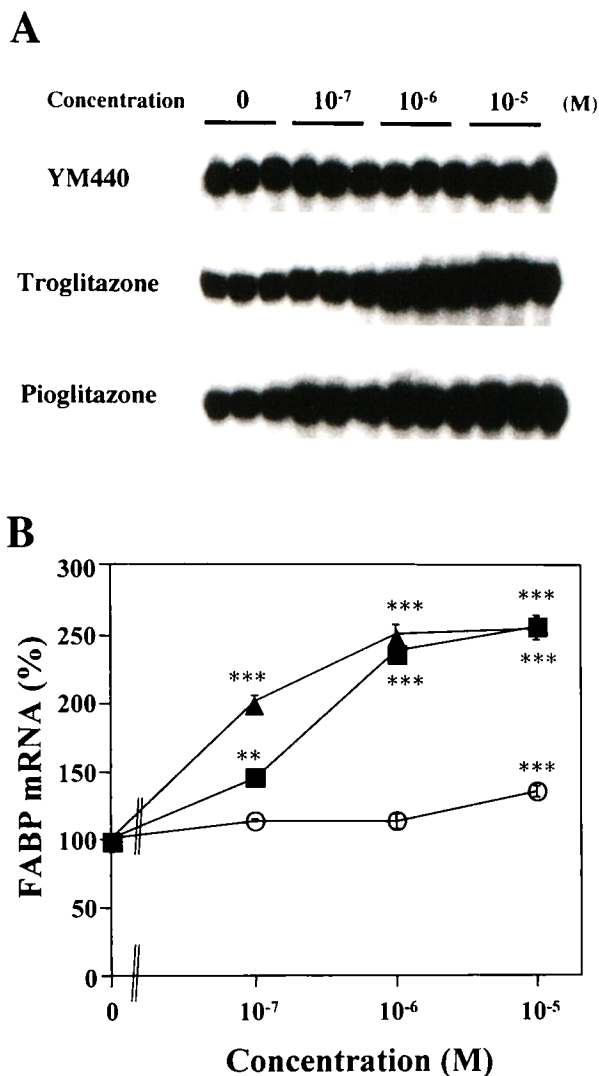 A
Concentration 0 10⁻⁷ 10⁻⁶ 10⁻⁵ (M)
YM440
Troglitazone
Pioglitazone
B
FABP mRNA (%)
300
250
200
150
100
50
0
***
***
***
***
***
**
***
0 10⁻⁷ 10⁻⁶ 10⁻⁵
Concentration (M)